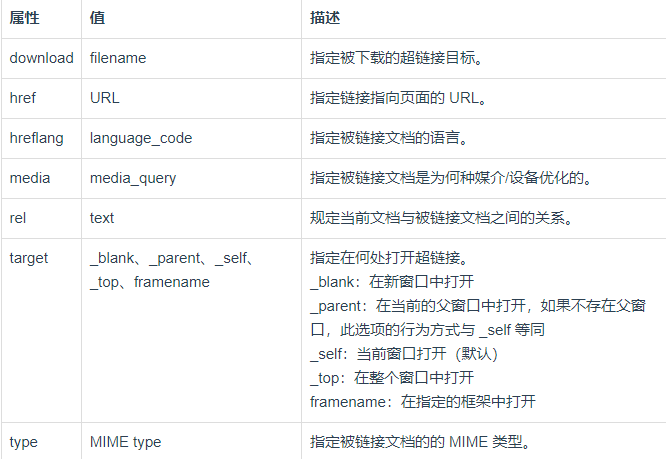 属性 值 描述
download filename 指定被下载的超链接目标。
href URL 指定链接指向页面的 URL。
hreflang language_code 指定被链接文档的语言。
media media_query 指定被链接文档是为何种媒介/设备优化的。
rel text 规定当前文档与被链接文档之间的关系。
target _blank、_parent、_self、 指定在何处打开超链接。
_top、framename _blank：在新窗口中打开
_parent：在当前的父窗口中打开，如果不存在父窗
口，此选项的行为方式与 _self 等同
_self：当前窗口打开（默认）
_top：在整个窗口中打开
framename：在指定的框架中打开
type MIME type 指定被链接文档的的 MIME 类型。